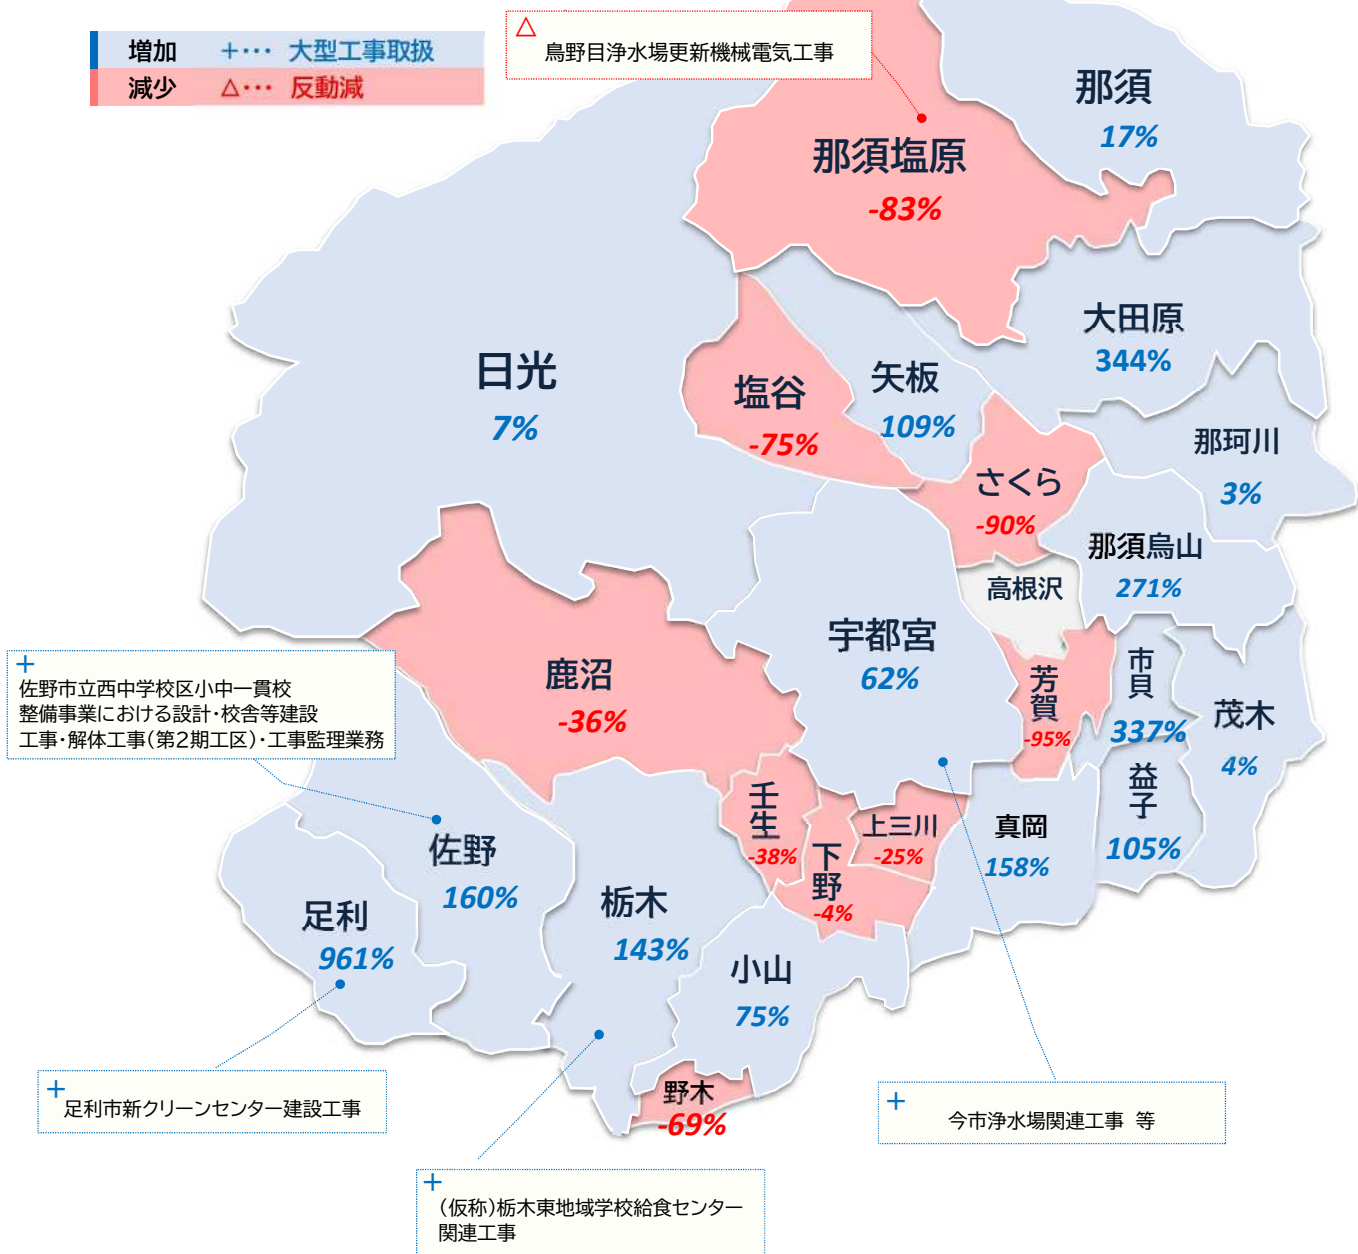 増加 +… 大型工事取扱
減少 △… 反動減
△
鳥野目浄水場更新機械電気工事
那須
17%
那須塩原
-83%
大田原
344%
日光
7%
塩谷
-75%
矢板
109%
那珂川
3%
さくら
-90%
那須烏山
271%
高根沢
宇都宮
62%
鹿沼
-36%
芳賀
-95%
市貝
337%
茂木
4%
益子
105%
+
佐野市立西中学校区小中一貫校
整備事業における設計・校舎等建設
工事・解体工事(第2期工区)・工事監理業務
壬生
-38%
下野
-4%
上三川
-25%
真岡
158%
佐野
160%
足利
961%
栃木
143%
小山
75%
野木
-69%
+
足利市新クリーンセンター建設工事
+
今市浄水場関連工事 等
+
(仮称)栃木東地域学校給食センター
関連工事